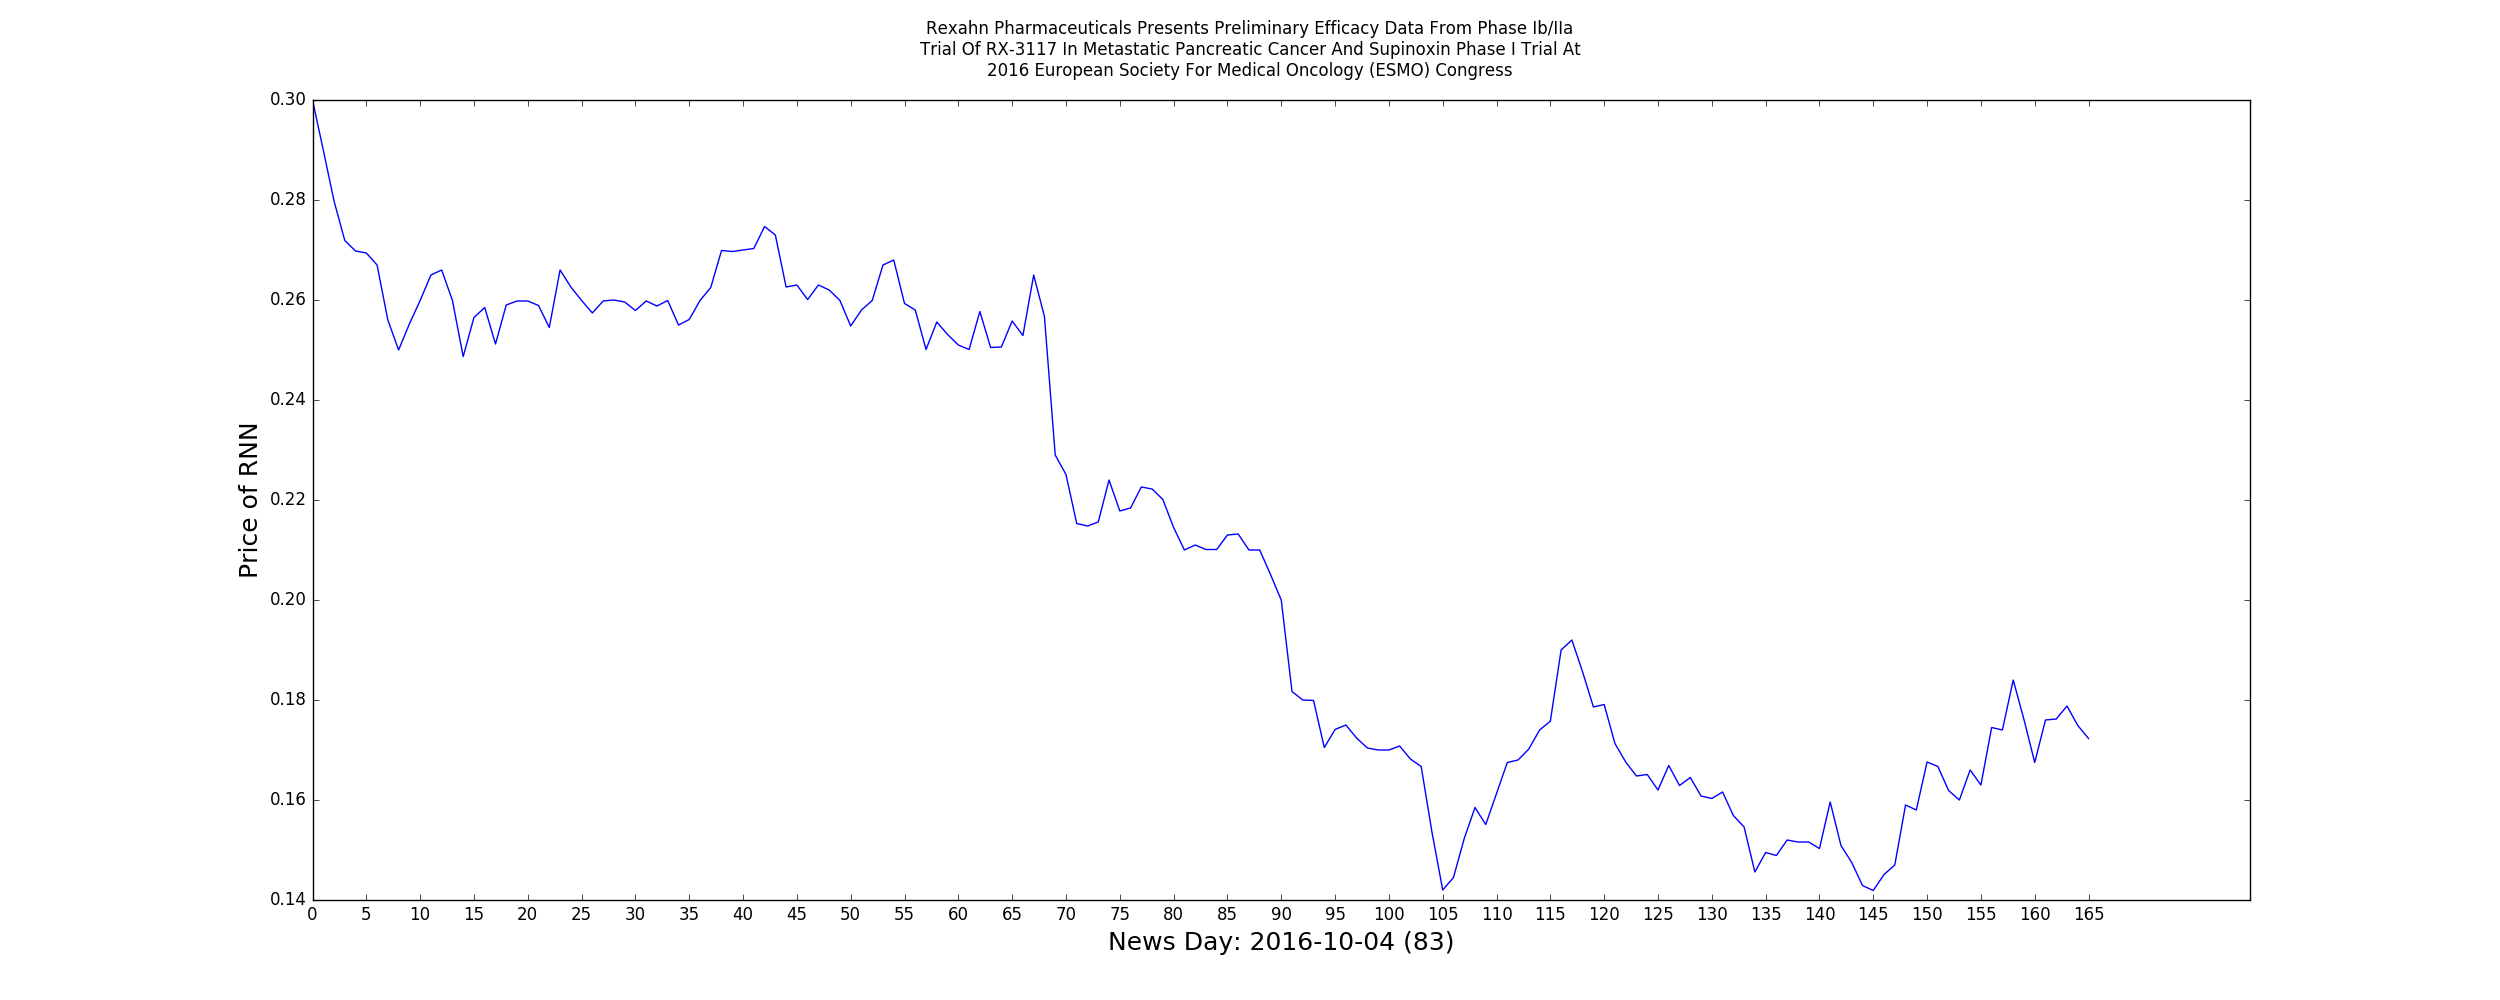 Rexahn Pharmaceuticals Presents Preliminary Efficacy Data From Phase Ib/IIa
Trial Of RX-3117 In Metastatic Pancreatic Cancer And Supinoxin Phase I Trial At
2016 European Society For Medical Oncology (ESMO) Congress
0.30
0.28
0.26
0.24
0.22
0.20
0.18
0.16
0.14
Price of RNN
0 5 10 15 20 25 30 35 40 45 50 55 60 65 70 75 80 85 90 95 100 105 110 115 120 125 130 135 140 145 150 155 160 165
News Day: 2016-10-04 (83)